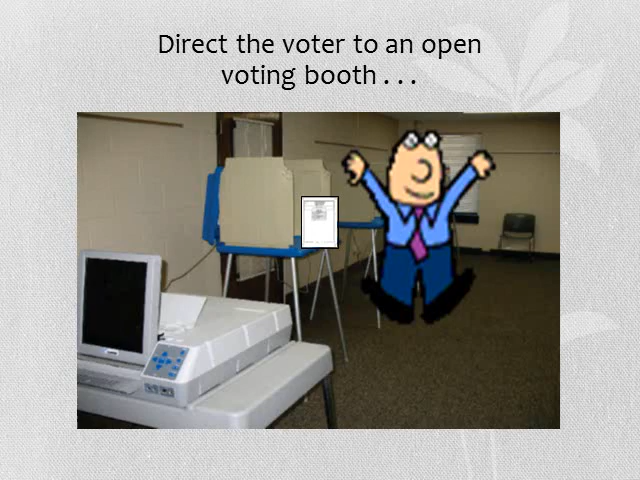 Direct the voter to an open
voting booth . . .